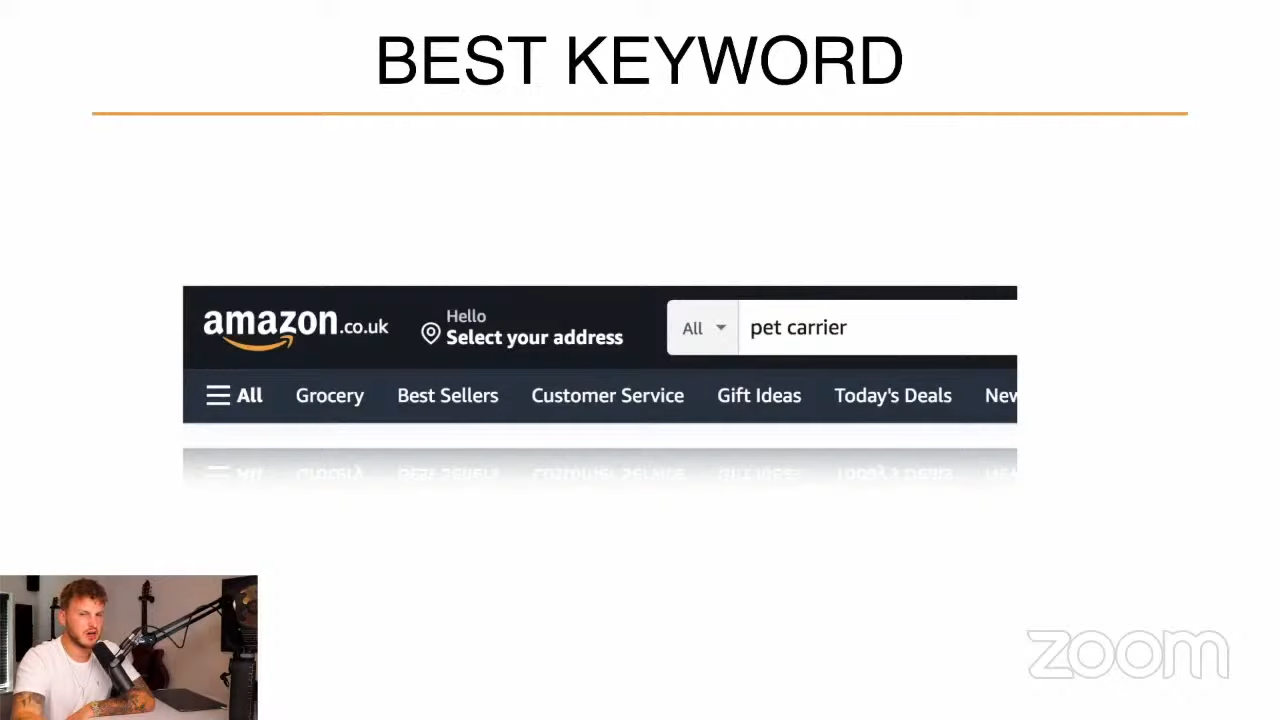 BEST KEYWORD
amazon.co.uk
Hello
Select your address
All
pet carrier
All Grocery Best Sellers Customer Service Gift Ideas Today's Deals New
zoom